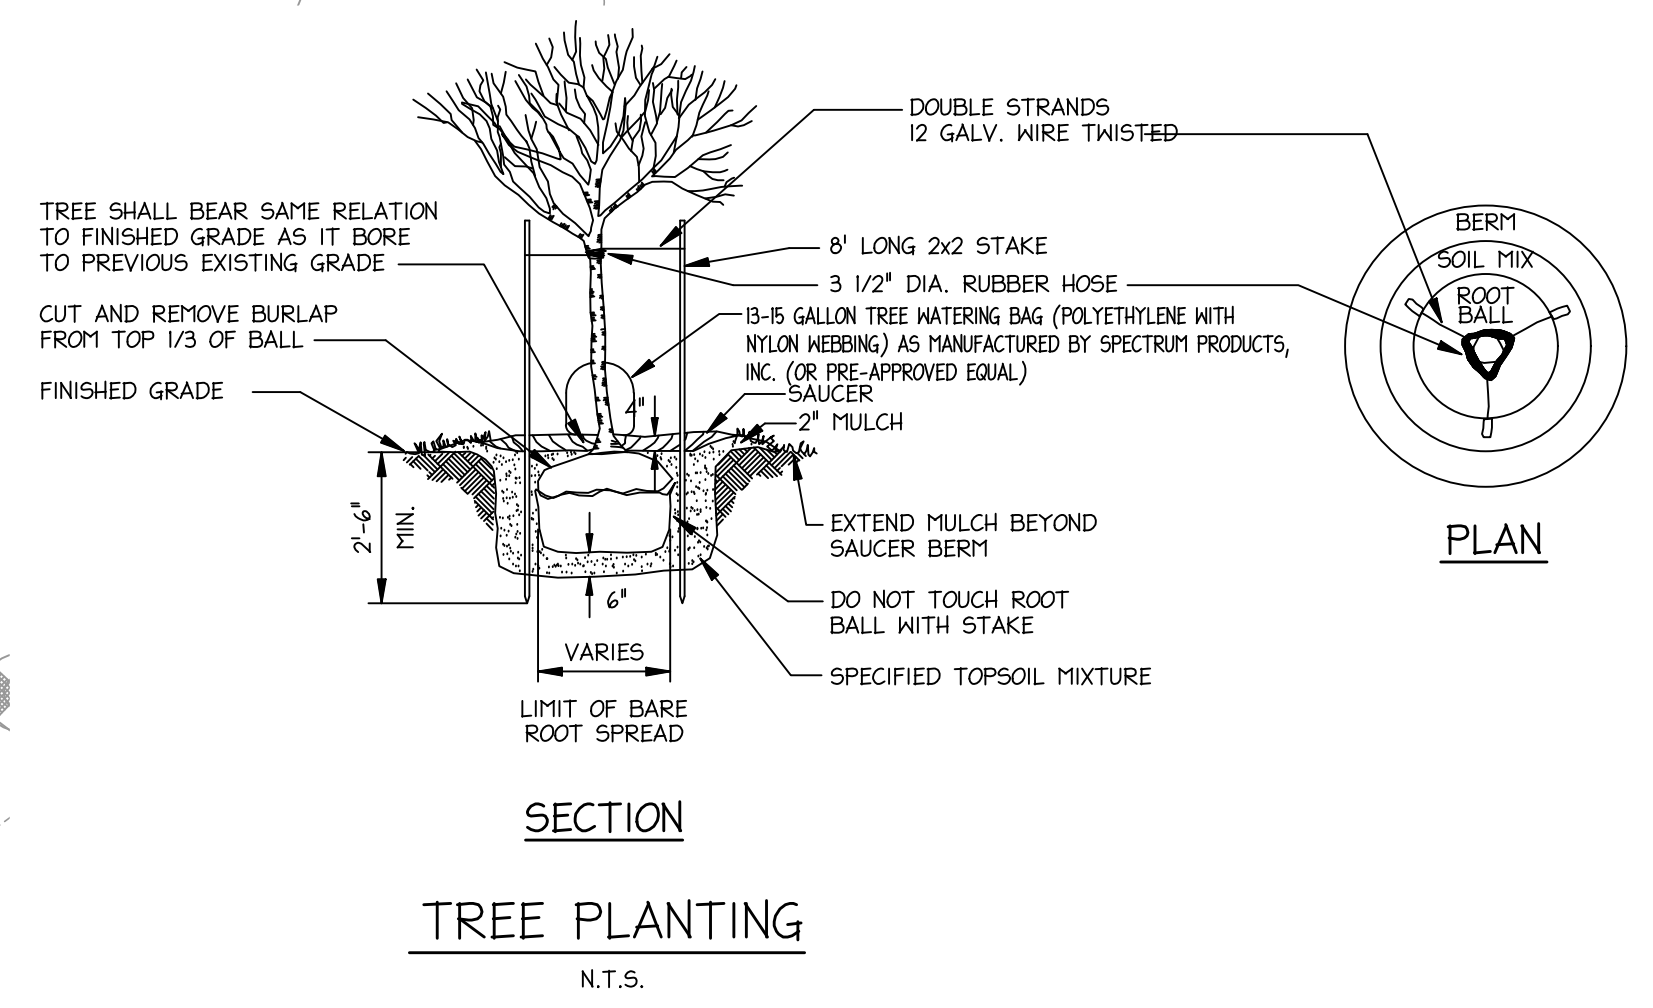 DOUBLE STRANDS
12 GALV. WIRE TWISTED
TREE SHALL BEAR SAME RELATION
TO FINISHED GRADE AS IT BORE
TO PREVIOUS EXISTING GRADE
CUT AND REMOVE BURLAP
FROM TOP 1/3 OF BALL
FINISHED GRADE
8' LONG 2x2 STAKE
3 1/2" DIA. RUBBER HOSE
13-15 GALLON TREE WATERING BAG (POLYETHYLENE WITH
NYLON WEBBING) AS MANUFACTURED BY SPECTRUM PRODUCTS,
INC. (OR PRE-APPROVED EQUAL)
SAUCER
2" MULCH
4"
2'-6"
MIN.
EXTEND MULCH BEYOND
SAUCER BERM
DO NOT TOUCH ROOT
BALL WITH STAKE
SPECIFIED TOPSOIL MIXTURE
6"
VARIES
LIMIT OF BARE
ROOT SPREAD
SECTION
BERM
SOIL MIX
ROOT
BALL
PLAN
TREE PLANTING
N.T.S.